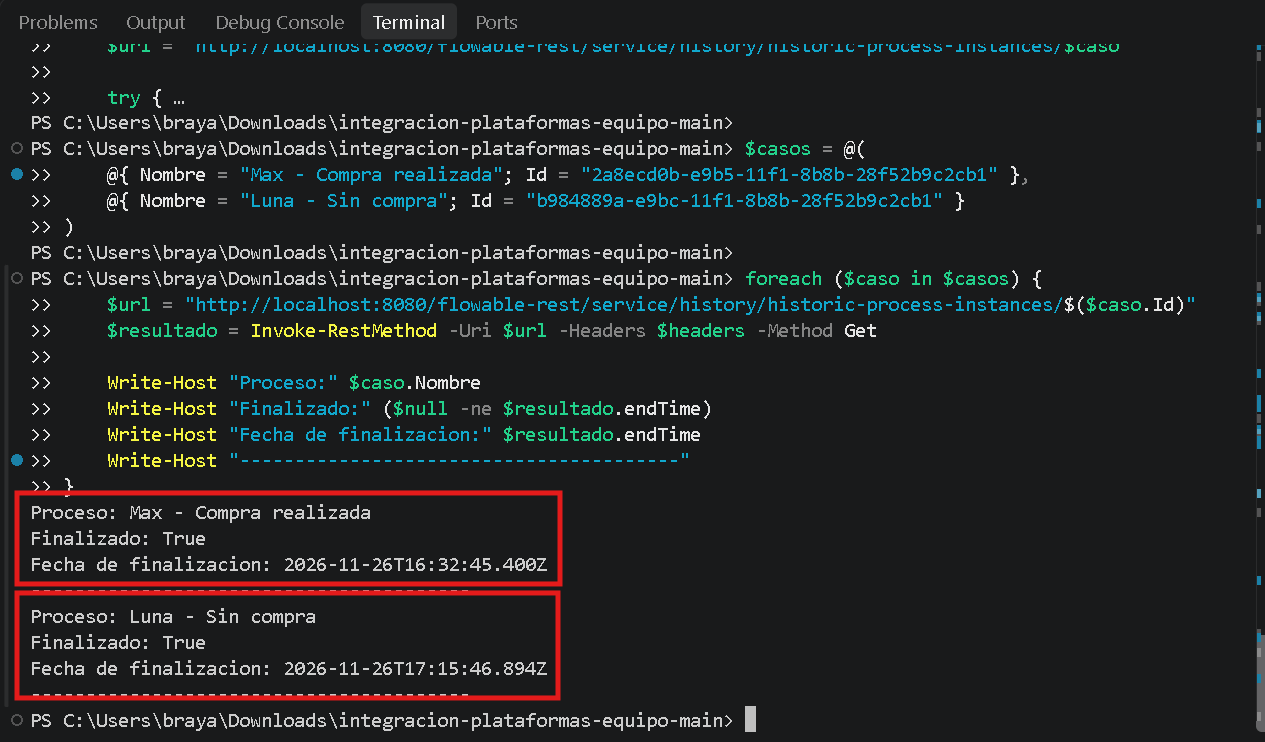 Problems Output Debug Console Terminal Ports
>> $url = "http://localhost:8080/flowable-rest/service/history/historic-process-instances/$caso
>>
>> try { …
PS C:\Users\braya\Downloads\integracion-plataformas-equipo-main>
PS C:\Users\braya\Downloads\integracion-plataformas-equipo-main> $casos = @(
>> @{ Nombre = "Max - Compra realizada"; Id = "2a8ecd0b-e9b5-11f1-8b8b-28f52b9c2cb1" },
>> @{ Nombre = "Luna - Sin compra"; Id = "b984889a-e9bc-11f1-8b8b-28f52b9c2cb1" }
>> )
PS C:\Users\braya\Downloads\integracion-plataformas-equipo-main>
PS C:\Users\braya\Downloads\integracion-plataformas-equipo-main> foreach ($caso in $casos) {
>> $url = "http://localhost:8080/flowable-rest/service/history/historic-process-instances/$($caso.Id)"
>> $resultado = Invoke-RestMethod -Uri $url -Headers $headers -Method Get
>>
>> Write-Host "Proceso:" $caso.Nombre
>> Write-Host "Finalizado:" ($null -ne $resultado.endTime)
>> Write-Host "Fecha de finalizacion:" $resultado.endTime
>> Write-Host "----------------------------------------"
>> }
Proceso: Max - Compra realizada
Finalizado: True
Fecha de finalizacion: 2026-11-26T16:32:45.400Z
----------------------------------------
Proceso: Luna - Sin compra
Finalizado: True
Fecha de finalizacion: 2026-11-26T17:15:46.894Z
----------------------------------------
PS C:\Users\braya\Downloads\integracion-plataformas-equipo-main>